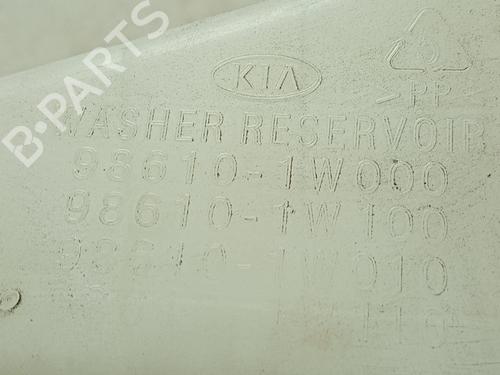 KIA
>PP
WASHER RESERVOIR
98610-1W000
98610-1W100
98610-1W010
B-PARTS